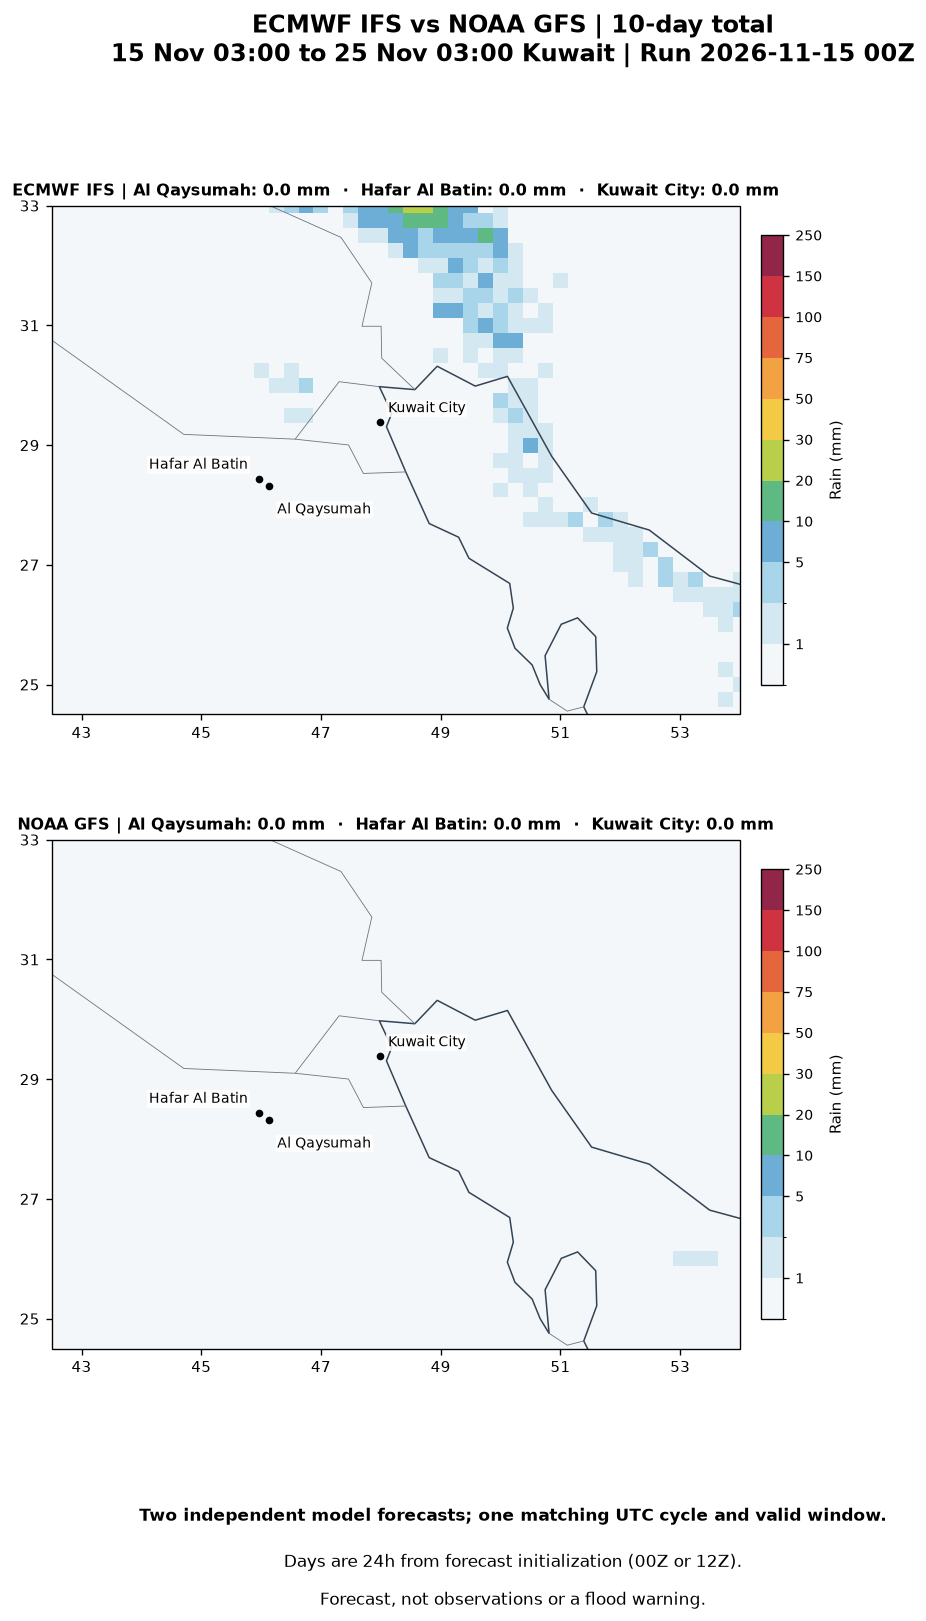 ECMWF IFS vs NOAA GFS | 10-day total
15 Nov 03:00 to 25 Nov 03:00 Kuwait | Run 2026-11-15 00Z
ECMWF IFS | Al Qaysumah: 0.0 mm · Hafar Al Batin: 0.0 mm · Kuwait City: 0.0 mm
33
31
29
27
25
Kuwait City
Hafar Al Batin
Al Qaysumah
43
45
47
49
51
53
250
150
100
75
50
30
20
10
5
1
Rain (mm)
NOAA GFS | Al Qaysumah: 0.0 mm · Hafar Al Batin: 0.0 mm · Kuwait City: 0.0 mm
33
31
29
27
25
Kuwait City
Hafar Al Batin
Al Qaysumah
43
45
47
49
51
53
250
150
100
75
50
30
20
10
5
1
Rain (mm)
Two independent model forecasts; one matching UTC cycle and valid window.
Days are 24h from forecast initialization (00Z or 12Z).
Forecast, not observations or a flood warning.